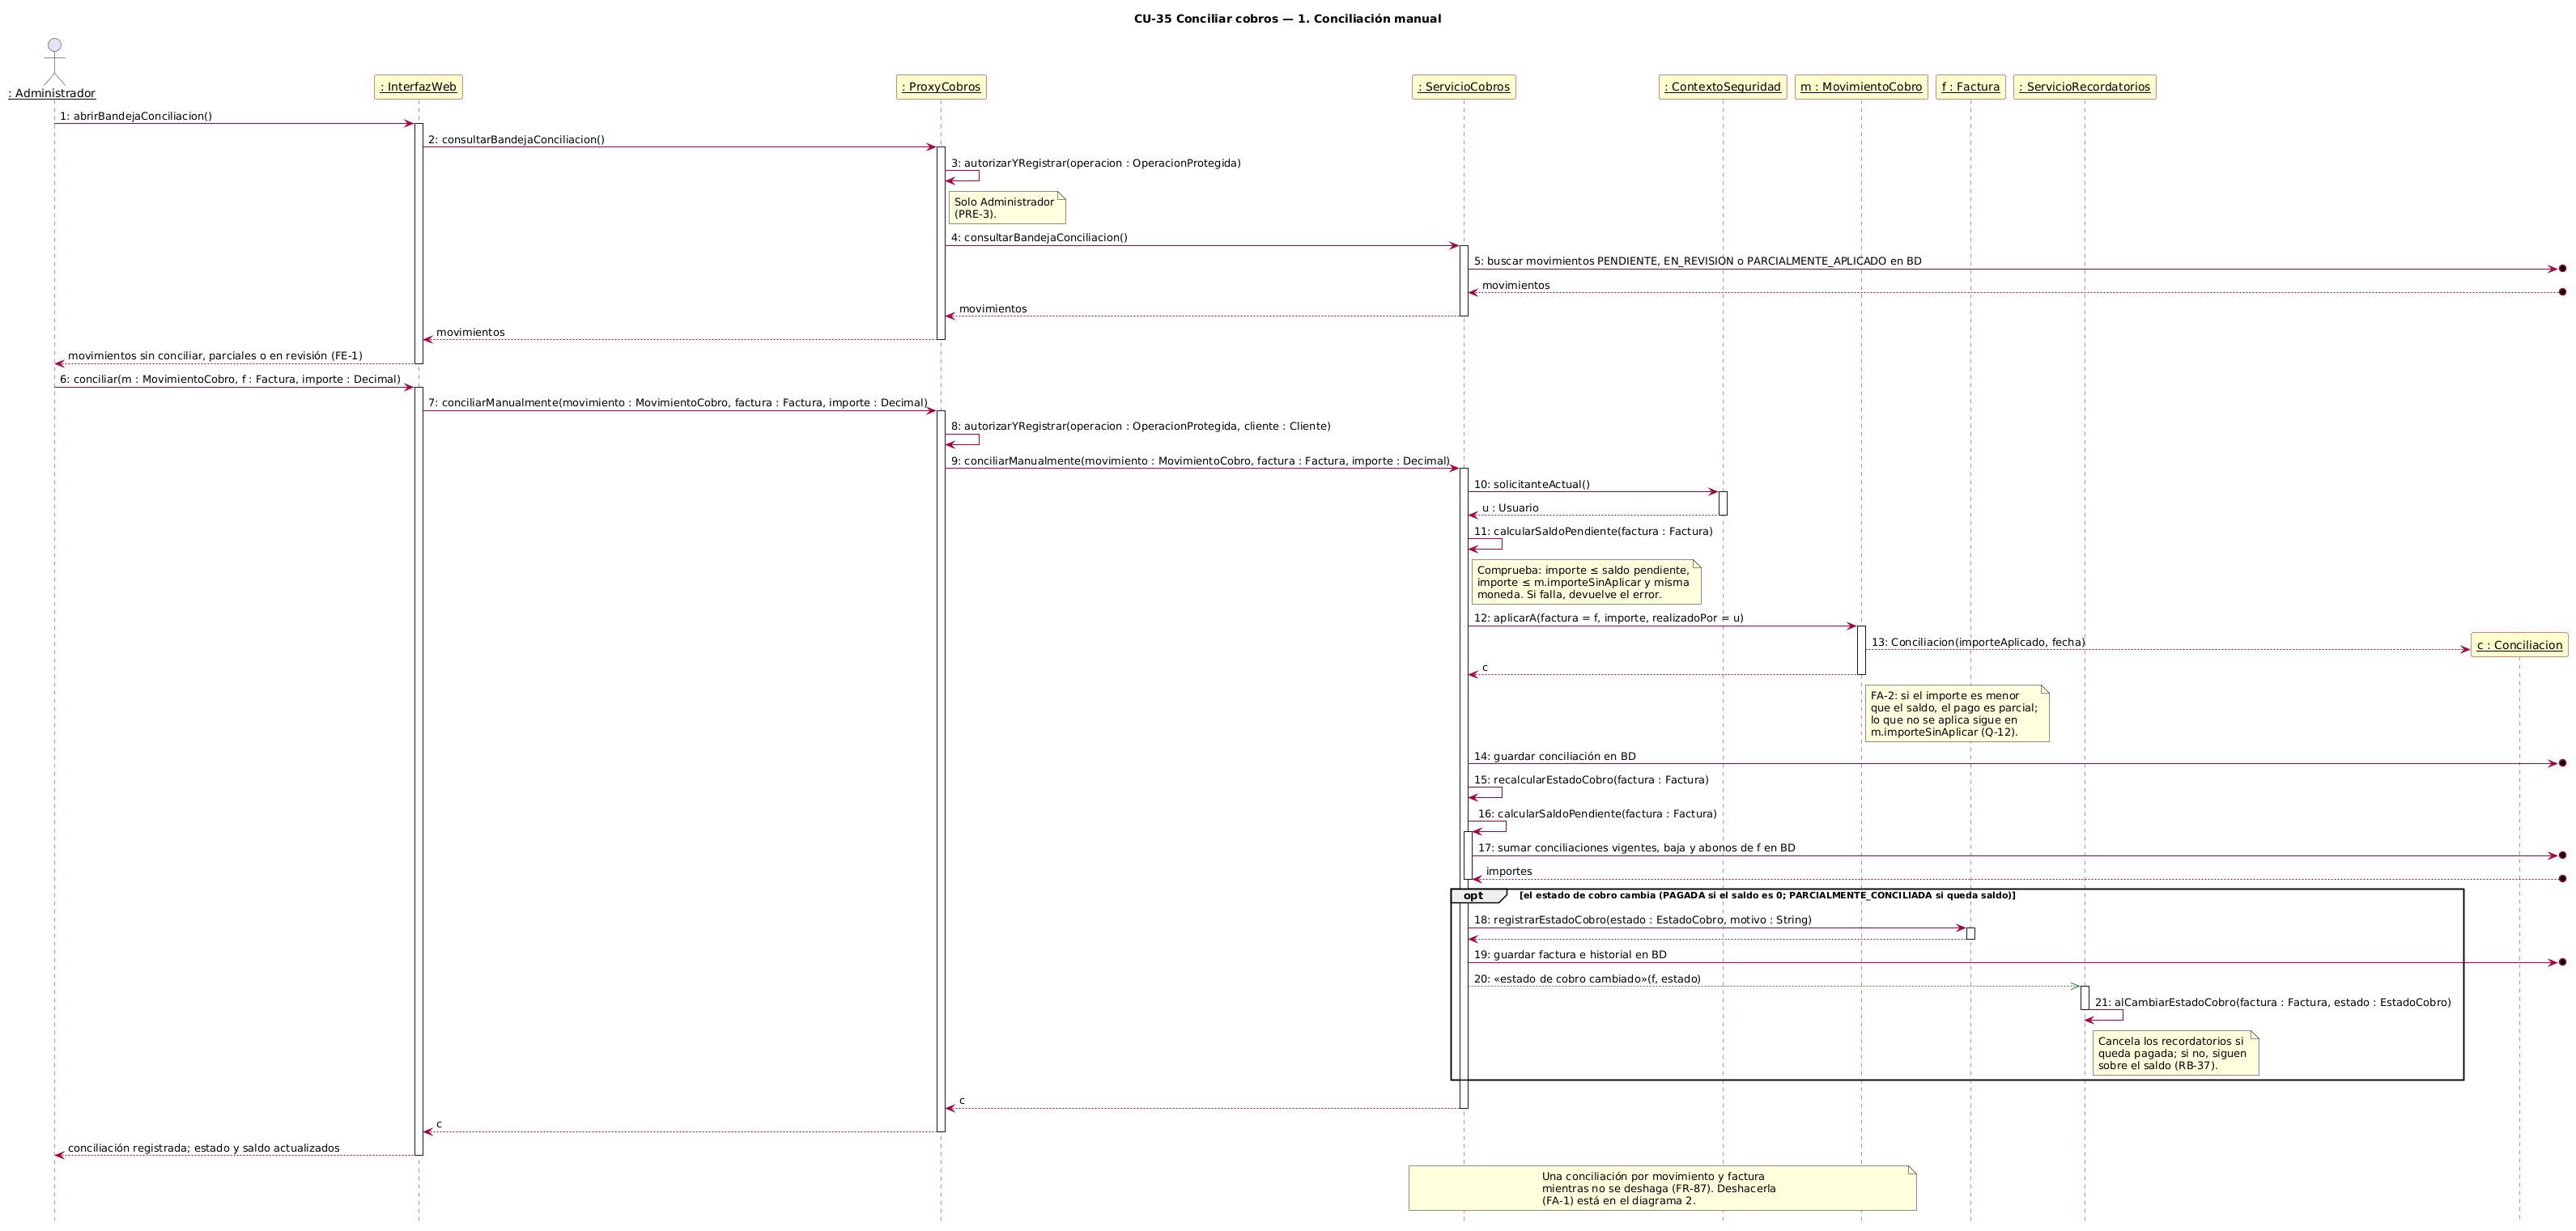 CU-35 Conciliar cobros — 1. Conciliación manual
: Administrador
: InterfazWeb
: ProxyCobros
: ServicioCobros
: ContextoSeguridad
m : MovimientoCobro
f : Factura
: ServicioRecordatorios
1: abrirBandejaConciliacion()
2: consultarBandejaConciliacion()
3: autorizarYRegistrar(operacion : OperacionProtegida)
Solo Administrador
(PRE-3).
4: consultarBandejaConciliacion()
5: buscar movimientos PENDIENTE, EN_REVISIÓN o PARCIALMENTE_APLICADO en BD
movimientos
movimientos
movimientos
movimientos sin conciliar, parciales o en revisión (FE-1)
6: conciliar(m : MovimientoCobro, f : Factura, importe : Decimal)
7: conciliarManualmente(movimiento : MovimientoCobro, factura : Factura, importe : Decimal)
8: autorizarYRegistrar(operacion : OperacionProtegida, cliente : Cliente)
9: conciliarManualmente(movimiento : MovimientoCobro, factura : Factura, importe : Decimal)
10: solicitanteActual()
u : Usuario
11: calcularSaldoPendiente(factura : Factura)
Comprueba: importe ≤ saldo pendiente,
importe ≤ m.importeSinAplicar y misma
moneda. Si falla, devuelve el error.
12: aplicarA(factura = f, importe, realizadoPor = u)
13: Conciliacion(importeAplicado, fecha)
c : Conciliacion
c
FA-2: si el importe es menor
que el saldo, el pago es parcial;
lo que no se aplica sigue en
m.importeSinAplicar (Q-12).
14: guardar conciliación en BD
15: recalcularEstadoCobro(factura : Factura)
16: calcularSaldoPendiente(factura : Factura)
17: sumar conciliaciones vigentes, baja y abonos de f en BD
importes
opt [el estado de cobro cambia (PAGADA si el saldo es 0; PARCIALMENTE_CONCILIADA si queda saldo)]
18: registrarEstadoCobro(estado : EstadoCobro, motivo : String)
19: guardar factura e historial en BD
20: «estado de cobro cambiado»(f, estado)
21: alCambiarEstadoCobro(factura : Factura, estado : EstadoCobro)
Cancela los recordatorios si
queda pagada; si no, siguen
sobre el saldo (RB-37).
c
c
conciliación registrada; estado y saldo actualizados
Una conciliación por movimiento y factura
mientras no se deshaga (FR-87). Deshacerla
(FA-1) está en el diagrama 2.